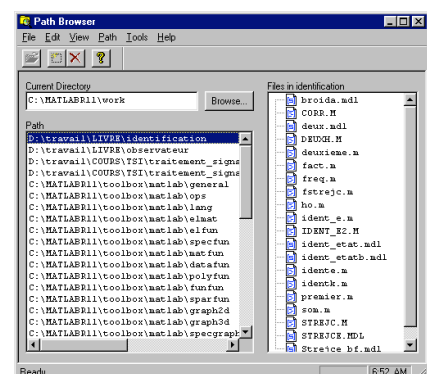 Path Browser
File Edit View Path Tools Help
Current Directory
C:\MATLABR11\work
Browse...
Path
D:\travail\LIVRE\identification
D:\travail\LIVRE\observateur
D:\travail\COURS\TSI\traitement_signa
D:\travail\COURS\TSI\traitement_signa
C:\MATLABR11\toolbox\matlab\general
C:\MATLABR11\toolbox\matlab\ops
C:\MATLABR11\toolbox\matlab\lang
C:\MATLABR11\toolbox\matlab\elmat
C:\MATLABR11\toolbox\matlab\elfun
C:\MATLABR11\toolbox\matlab\specfun
C:\MATLABR11\toolbox\matlab\matfun
C:\MATLABR11\toolbox\matlab\datafun
C:\MATLABR11\toolbox\matlab\polyfun
C:\MATLABR11\toolbox\matlab\funfun
C:\MATLABR11\toolbox\matlab\sparfun
C:\MATLABR11\toolbox\matlab\graph2d
C:\MATLABR11\toolbox\matlab\graph3d
C:\MATLABR11\toolbox\matlab\specgraph
Files in identification
broida.mdl
CORR.M
deux.mdl
DEUXH.M
deuxieme.m
fact.m
freq.m
fstrejc.m
ho.m
ident_e.m
IDENT_E2.M
ident_etat.mdl
ident_etatb.mdl
idente.m
identk.m
premier.m
som.m
STREJC.M
STREJCE.MDL
Strejce_bf.mdl
Ready
6:52 AM